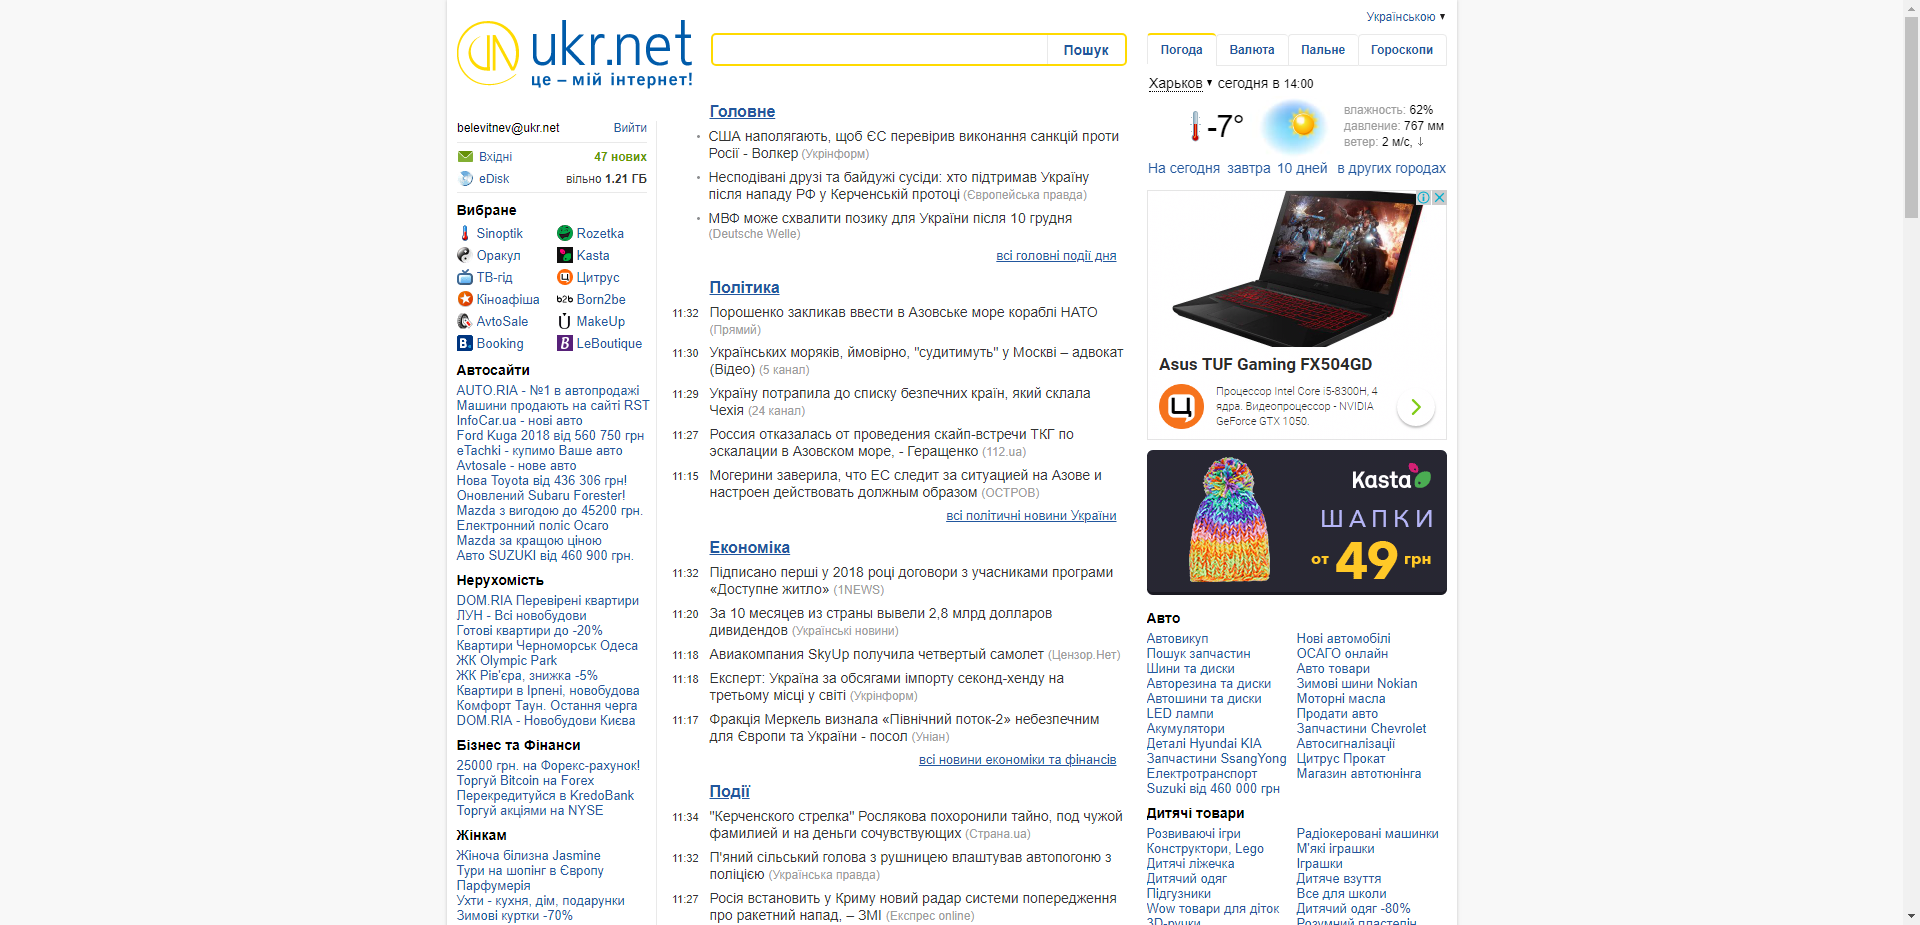 Українською ▼
ukr.net
це – мій інтернет!
Пошук
Погода
Валюта
Пальне
Гороскопи
belevitnev@ukr.net Вийти
Вхідні 47 нових
eDisk вільно 1.21 ГБ
Вибране
Sinoptik Rozetka
Оракул Kasta
ТВ-гід Цитрус
Кіноафіша Born2be
AvtoSale MakeUp
Booking LeBoutique
Автосайти
AUTO.RIA - №1 в автопродажі
Машини продають на сайті RST
InfoCar.ua - нові авто
Ford Kuga 2018 від 560 750 грн
eTachki - купимо Ваше авто
Avtosale - нове авто
Нова Toyota від 436 306 грн!
Оновлений Subaru Forester!
Mazda з вигодою до 45200 грн.
Електронний поліс Осаго
Mazda за кращою ціною
Авто SUZUKI від 460 900 грн.
Нерухомість
DOM.RIA Перевірені квартири
ЛУН - Всі новобудови
Готові квартири до -20%
Квартири Черноморськ Одеса
ЖК Olympic Park
ЖК Рів'єра, знижка -5%
Квартири в Ірпені, новобудова
Комфорт Таун. Остання черга
DOM.RIA - Новобудови Києва
Бізнес та Фінанси
25000 грн. на Форекс-рахунок!
Торгуй Bitcoin на Forex
Перекредитуйся в KredoBank
Торгуй акціями на NYSE
Жінкам
Жіноча білизна Jasmine
Тури на шопінг в Європу
Парфумерія
Ухти - кухня, дім, подарунки
Зимові куртки -70%
Головне
США наполягають, щоб ЄС перевірив виконання санкцій проти
Росії - Волкер (Укрінформ)
Несподівані друзі та байдужі сусіди: хто підтримав Україну
після нападу РФ у Керченській протоці (Європейська правда)
МВФ може схвалити позику для України після 10 грудня
(Deutsche Welle)
всі головні події дня
Політика
11:32 Порошенко закликав ввести в Азовське море кораблі НАТО
(Прямий)
11:30 Українських моряків, ймовірно, "судитимуть" у Москві – адвокат
(Відео) (5 канал)
11:29 Україну потрапила до списку безпечних країн, який склала
Чехія (24 канал)
11:27 Россия отказалась от проведения скайп-встречи ТКГ по
эскалации в Азовском море, - Геращенко (112.ua)
11:15 Могерини заверила, что ЕС следит за ситуацией на Азове и
настроен действовать должным образом (ОСТРОВ)
всі політичні новини України
Економіка
11:32 Підписано перші у 2018 році договори з учасниками програми
«Доступне житло» (1NEWS)
11:20 За 10 месяцев из страны вывели 2,8 млрд долларов
дивидендов (Українські новини)
11:18 Авиакомпания SkyUp получила четвертый самолет (Цензор.Нет)
11:18 Експерт: Україна за обсягами імпорту секонд-хенду на
третьому місці у світі (Укрінформ)
11:17 Фракція Меркель визнала «Північний поток-2» небезпечним
для Європи та України - посол (Уніан)
всі новини економіки та фінансів
Події
11:34 "Керченского стрелка" Рослякова похоронили тайно, под чужой
фамилией и на деньги сочувствующих (Страна.ua)
11:32 П'яний сільський голова з рушницею влаштував автопогоню з
поліцією (Українська правда)
11:27 Росія встановить у Криму новий радар системи попередження
про ракетний напад, – ЗМІ (Експрес online)
Харьков ▼ сегодня в 14:00
-7°
влажность: 62%
давление: 767 мм
ветер: 2 м/с, ↓
На сегодня завтра 10 дней в других городах
Asus TUF Gaming FX504GD
Ц
Процессор Intel Core i5-8300H, 4
ядра. Видеопроцессор - NVIDIA
GeForce GTX 1050.
Kasta
ШАПКИ
от 49 грн
Авто
Автовикуп Нові автомобілі
Пошук запчастин ОСАГО онлайн
Шини та диски Авто товари
Авторезина та диски Зимові шини Nokian
Автошини та диски Моторні масла
LED лампи Продати авто
Акумулятори Запчастини Chevrolet
Деталі Hyundai KIA Автосигналізації
Запчастини SsangYong Цитрус Прокат
Електротранспорт Магазин автотюнінга
Suzuki від 460 000 грн
Дитячі товари
Розвиваючі ігри Радіокеровані машинки
Конструктори, Lego М'які іграшки
Дитячі ліжечка Іграшки
Дитячий одяг Дитяче взуття
Підгузники Все для школи
Wow товари для діток Дитячий одяг -80%
3D-ручки Розумний пластелін